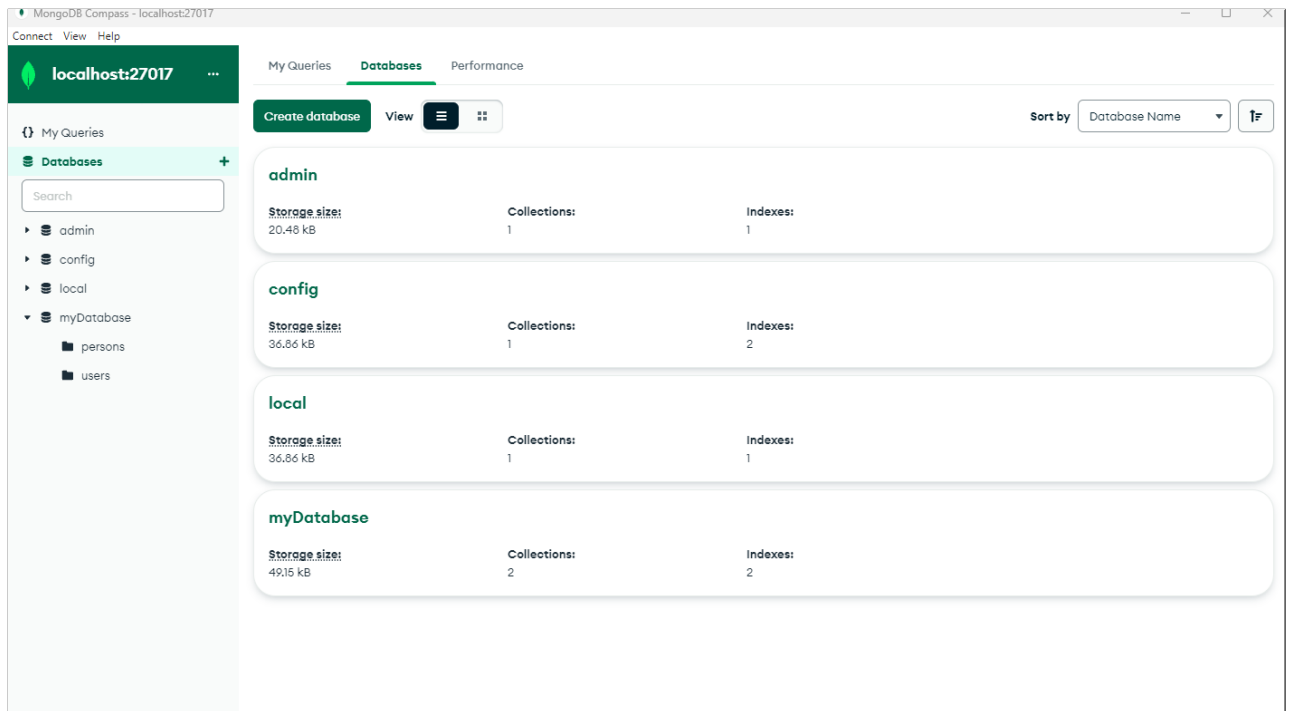 MongoDB Compass - localhost:27017
Connect View Help
localhost:27017 ...
My Queries Databases Performance
Create database View Sort by Database Name
{} My Queries
Databases +
Search
admin
config
local
myDatabase
persons
users
admin
Storage size: Collections: Indexes:
20.48 kB 1 1
config
Storage size: Collections: Indexes:
36.86 kB 1 2
local
Storage size: Collections: Indexes:
36.86 kB 1 1
myDatabase
Storage size: Collections: Indexes:
49.15 kB 2 2